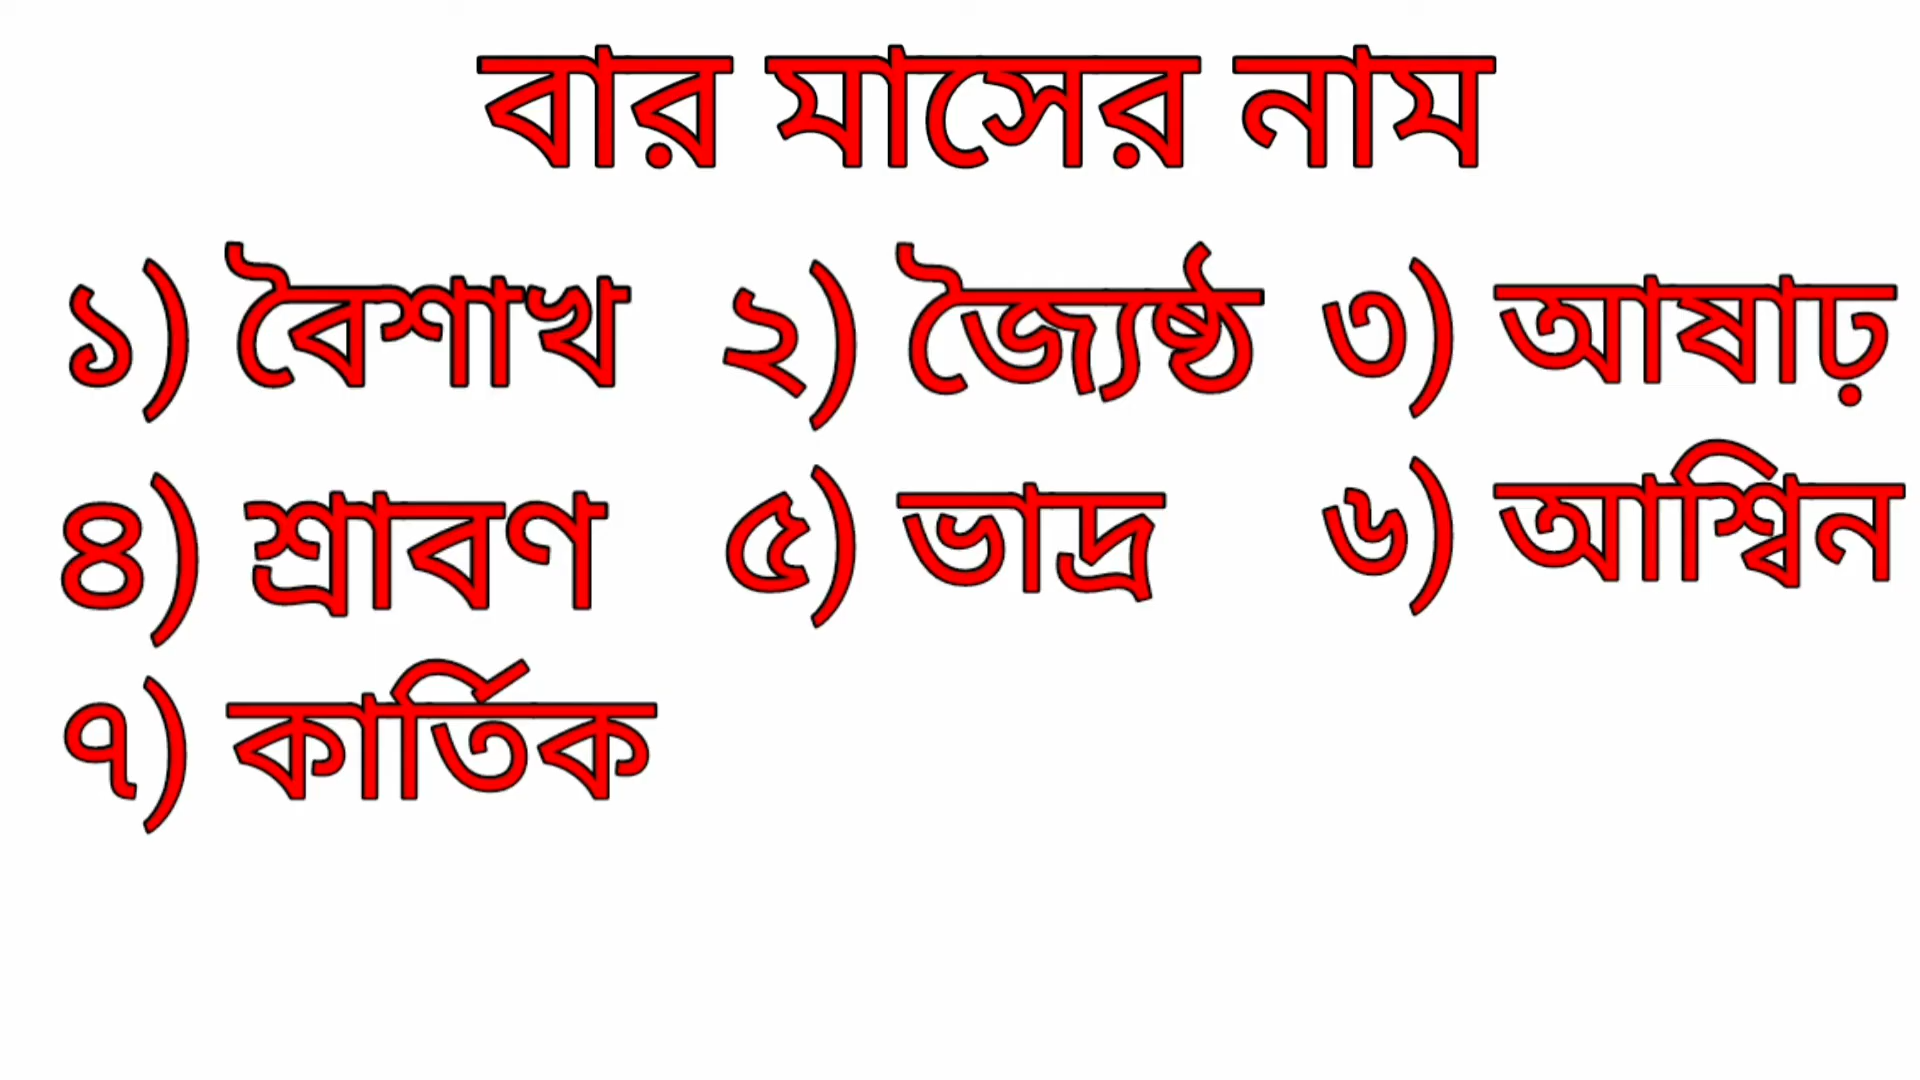 বার মাসের নাম
১) বৈশাখ ২) জ্যৈষ্ঠ ৩) আষাঢ়
৪) শ্রাবণ ৫) ভাদ্র ৬) আশ্বিন
৭) কার্তিক